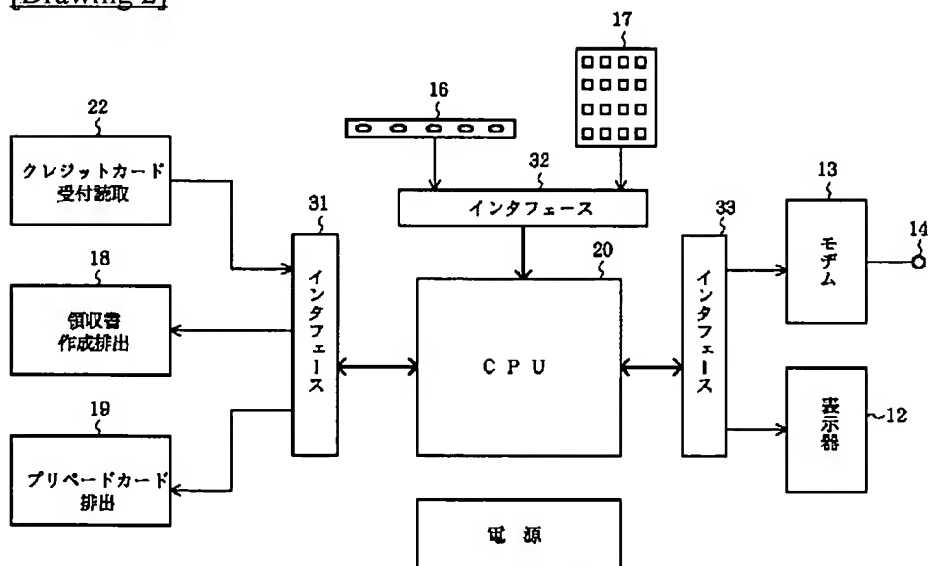 [Drawing 2]
17
16
22
クレジットカード
受付読取
32
インタフェース
13
モデム
14
31
インタフェース
33
インタフェース
18
領収書
作成排出
20
CPU
19
プリペードカード
排出
表示器
12
電源